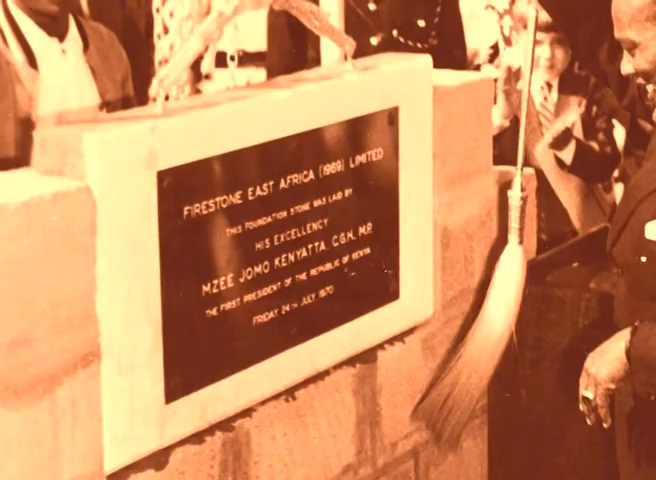 FIRESTONE EAST AFRICA (1969) LIMITED
THIS FOUNDATION STONE WAS LAID BY
HIS EXCELLENCY
MZEE JOMO KENYATTA, C.G.H., M.P.
THE FIRST PRESIDENT OF THE REPUBLIC OF KENYA
FRIDAY 24TH JULY 1970